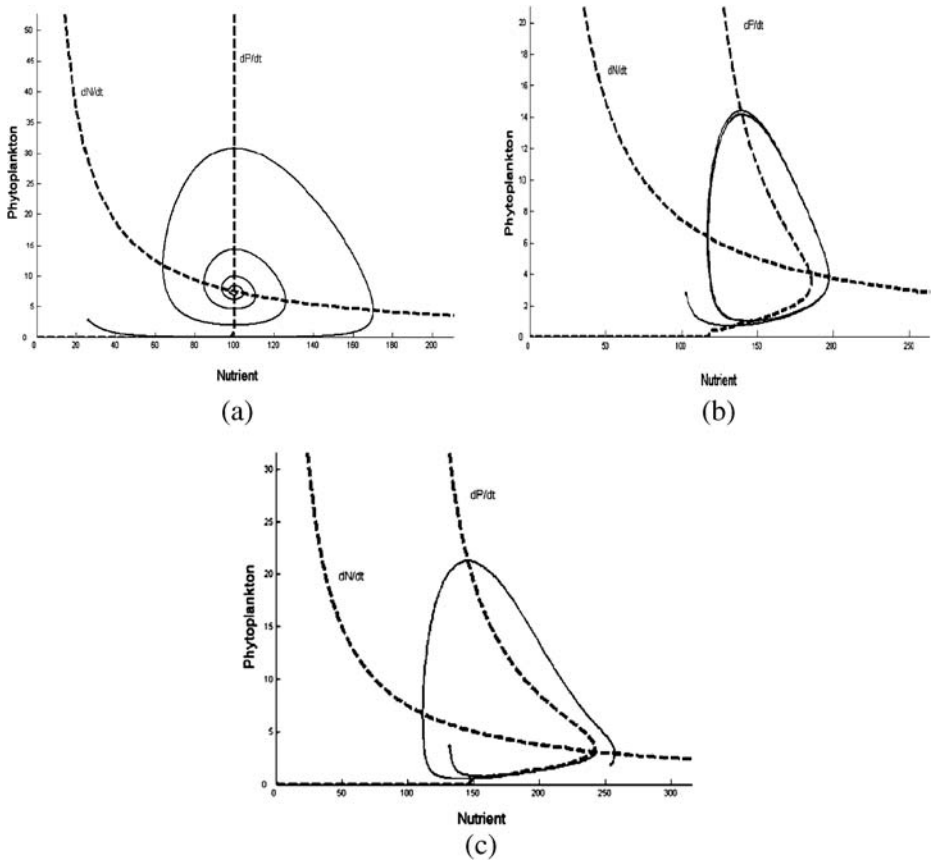 50
45
40
35
30
25
20
15
10
5
0
Phytoplankton
dN/dt
dP/dt
0 20 40 60 80 100 120 140 160 180 200
Nutrient
(a)
20
18
16
14
12
10
8
6
4
2
0
Phytoplankton
dP/dt
dN/dt
0 50 100 150 200 250
Nutrient
(b)
30
25
20
15
10
5
0
Phytoplankton
dP/dt
dN/dt
0 50 100 150 200 250 300
Nutrient
(c)